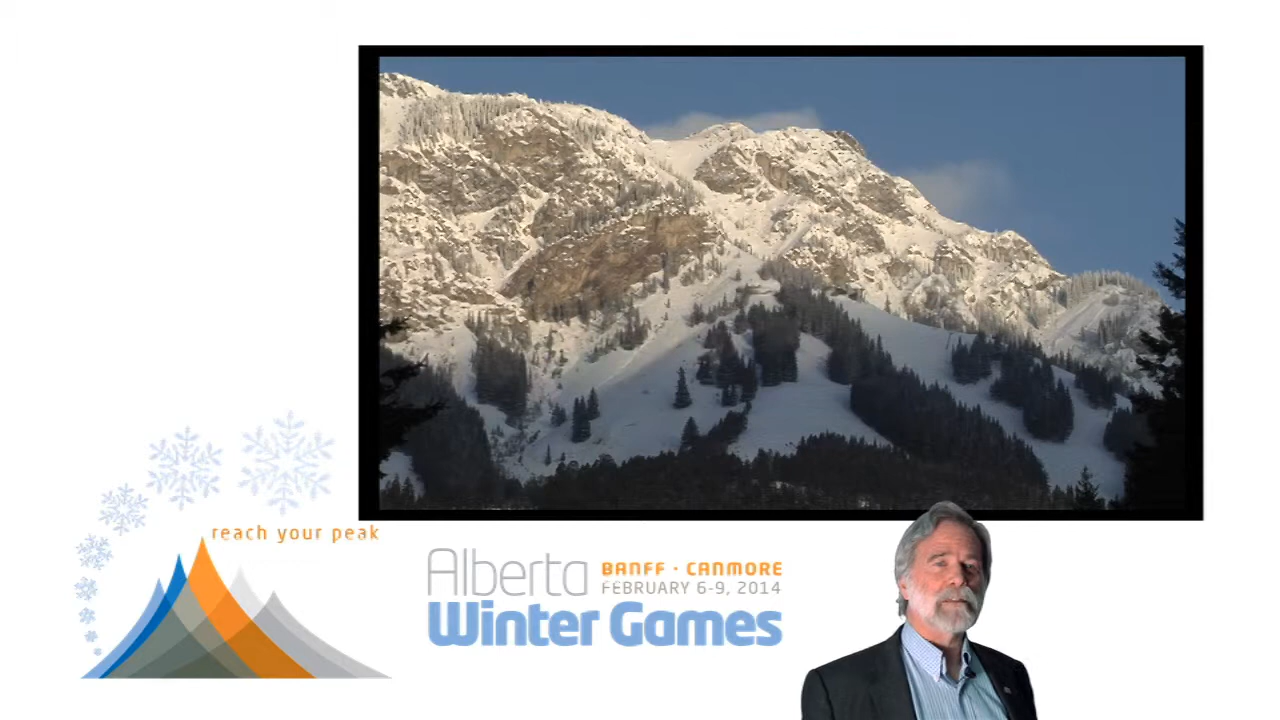 reach your peak
Alberta
BANFF · CANMORE
FEBRUARY 6-9, 2014
Winter Games